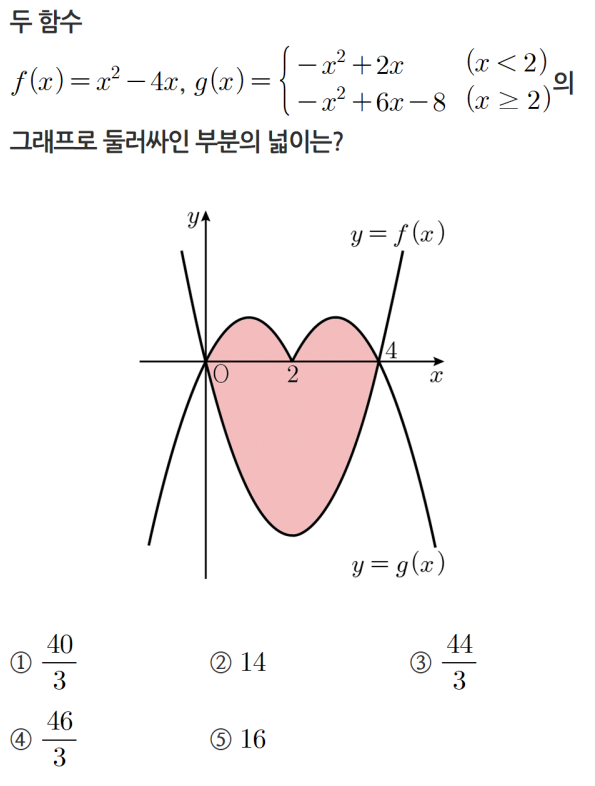 두 함수
f(x) = x² − 4x, g(x) = { −x² + 2x (x < 2)
−x² + 6x − 8 (x ≥ 2) 의
그래프로 둘러싸인 부분의 넓이는?
y
y = f(x)
4
O 2 x
y = g(x)
① 40/3 ② 14 ③ 44/3
④ 46/3 ⑤ 16